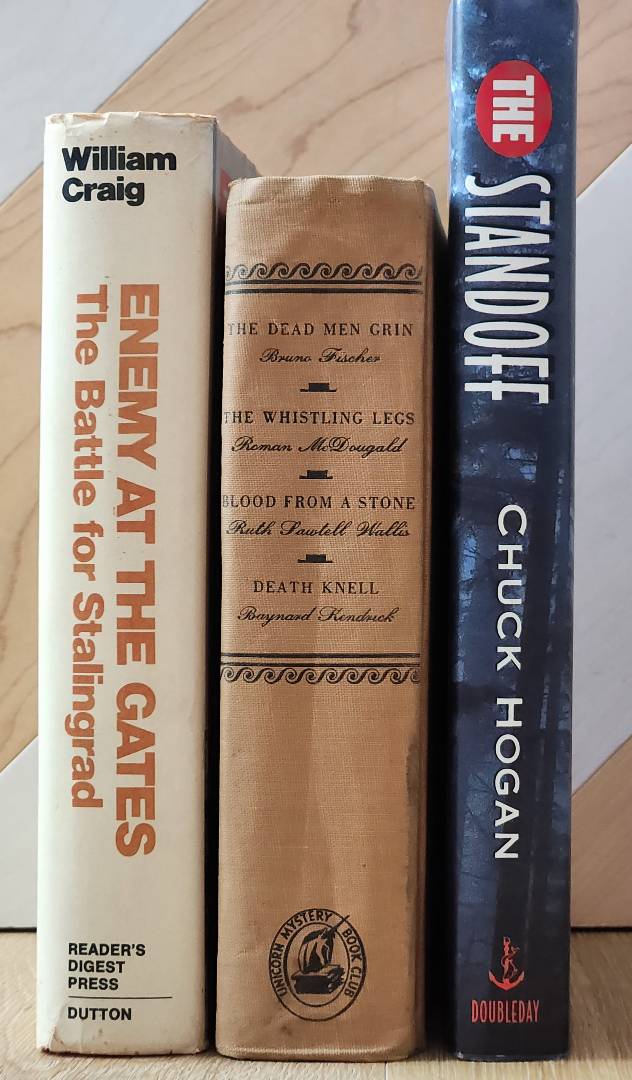 William
Craig
ENEMY AT THE GATES
The Battle for Stalingrad
READER'S
DIGEST
PRESS
DUTTON
THE DEAD MEN GRIN
Bruno Fischer
THE WHISTLING LEGS
Roman McDougald
BLOOD FROM A STONE
Ruth Sawtell Wallis
DEATH KNELL
Baynard Kendrick
UNICORN MYSTERY BOOK CLUB
THE STANDOFF
CHUCK HOGAN
DOUBLEDAY